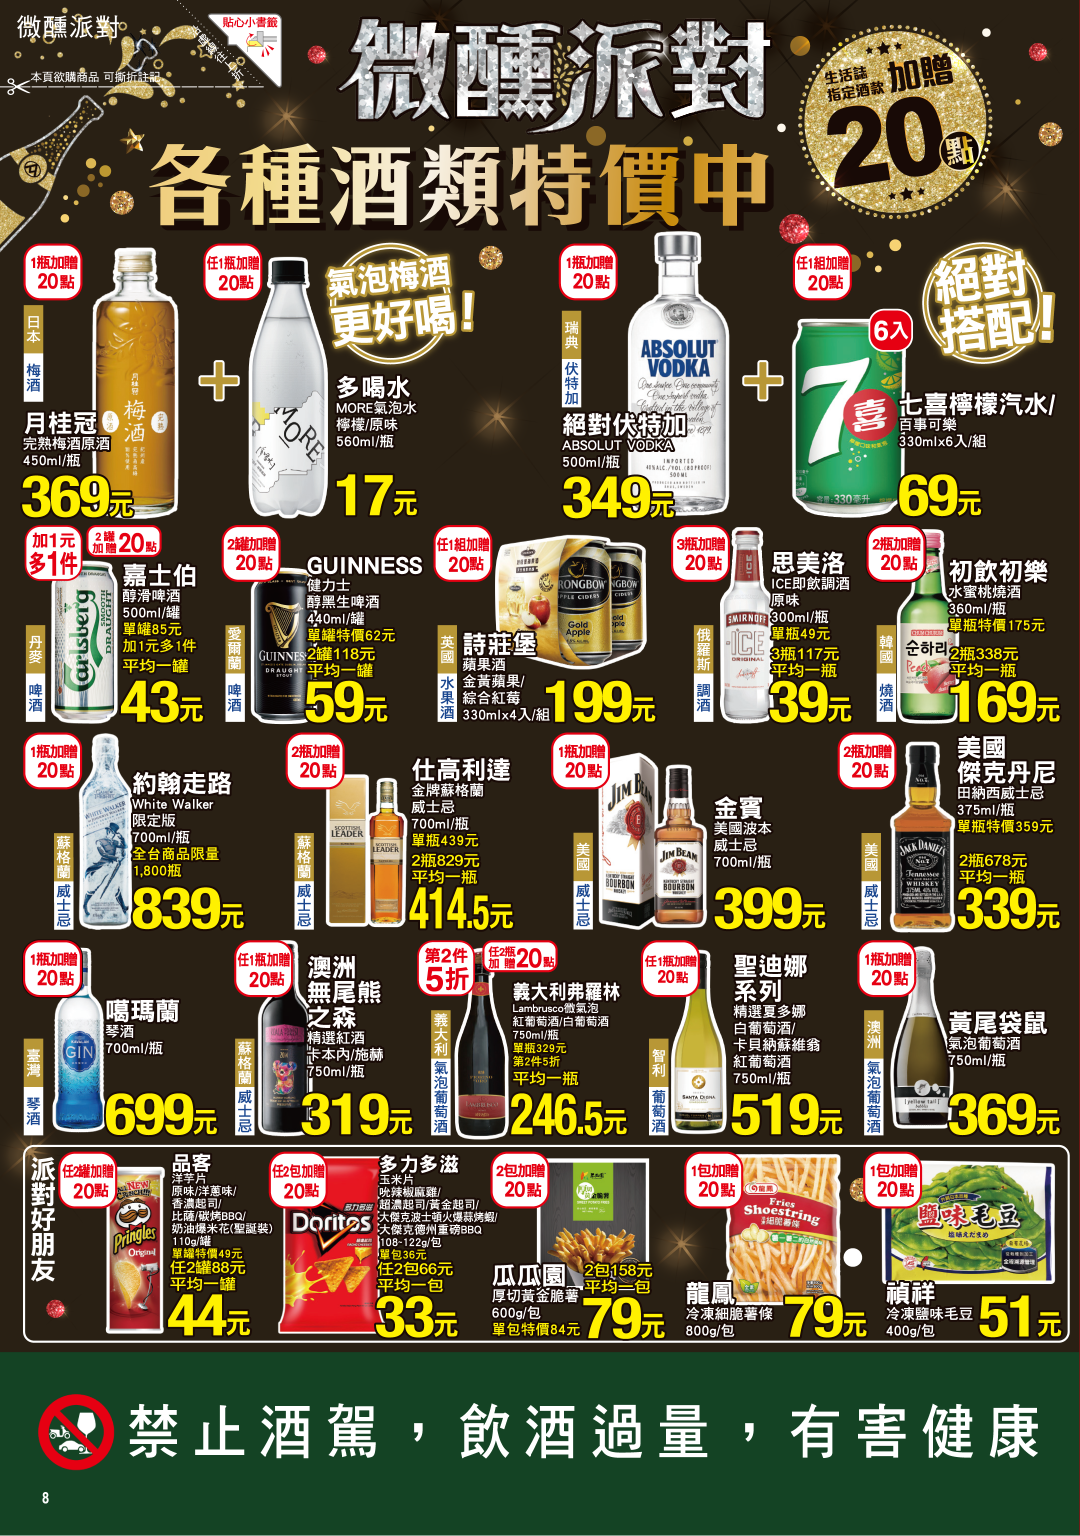 微醺派對
貼心小書籤
本頁欲購商品 可撕折註記
微醺派對
各種酒類特價中
生活誌
指定酒款
加贈
20點
1瓶加贈
20點
日本 梅酒
月桂冠
完熟梅酒原酒
450ml/瓶
369元
任1瓶加贈
20點
氣泡梅酒
更好喝!
多喝水
MORE氣泡水
檸檬/原味
560ml/瓶
17元
1瓶加贈
20點
瑞典 伏特加
ABSOLUT
VODKA
絕對伏特加
ABSOLUT VODKA
500ml/瓶
349元
任1組加贈
20點
6入
絕對
搭配!
七喜檸檬汽水/
百事可樂
330mlx6入/組
69元
加1元
多1件
2罐
加贈20點
丹麥 啤酒
嘉士伯
醇滑啤酒
500ml/罐
單罐85元
加1元多1件
平均一罐
43元
2罐加贈
20點
愛爾蘭 啤酒
GUINNESS
健力士
醇黑生啤酒
440ml/罐
單罐特價62元
2罐118元
平均一罐
59元
任1組加贈
20點
英國 水果酒
詩莊堡
蘋果酒
金黃蘋果/
綜合紅莓
330mlx4入/組
199元
3瓶加贈
20點
俄羅斯 調酒
思美洛
ICE即飲調酒
原味
300ml/瓶
單瓶49元
3瓶117元
平均一瓶
39元
2瓶加贈
20點
韓國 燒酒
初飲初樂
水蜜桃燒酒
360ml/瓶
單瓶特價175元
2瓶338元
平均一瓶
169元
1瓶加贈
20點
蘇格蘭 威士忌
約翰走路
White Walker
限定版
700ml/瓶
全台商品限量
1,800瓶
839元
2瓶加贈
20點
蘇格蘭 威士忌
仕高利達
金牌蘇格蘭
威士忌
700ml/瓶
單瓶439元
2瓶829元
平均一瓶
414.5元
1瓶加贈
20點
美國 威士忌
金賓
美國波本
威士忌
700ml/瓶
399元
2瓶加贈
20點
美國 威士忌
美國
傑克丹尼
田納西威士忌
375ml/瓶
單瓶特價359元
2瓶678元
平均一瓶
339元
1瓶加贈
20點
臺灣 琴酒
噶瑪蘭
琴酒
700ml/瓶
699元
任1瓶加贈
20點
蘇格蘭 威士忌
澳洲
無尾熊
之森
精選紅酒
卡本內/施赫
750ml/瓶
319元
第2件
5折
任2瓶
加贈20點
義大利 氣泡葡萄酒
義大利弗羅林
Lambrusco微氣泡
紅葡萄酒/白葡萄酒
750ml/瓶
單瓶329元
第2件5折
平均一瓶
246.5元
任1瓶加贈
20點
智利 葡萄酒
聖迪娜
系列
精選夏多娜
白葡萄酒/
卡貝納蘇維翁
紅葡萄酒
750ml/瓶
519元
1瓶加贈
20點
澳洲 氣泡葡萄酒
黃尾袋鼠
氣泡葡萄酒
750ml/瓶
369元
派對好朋友
任2罐加贈
20點
品客
洋芋片
原味/洋蔥味/
香濃起司/
比薩/碳烤BBQ/
奶油爆米花(聖誕裝)
110g/罐
單罐特價49元
任2罐88元
平均一罐
44元
任2包加贈
20點
Doritos
多力多滋
玉米片
吮辣椒麻雞/
超濃起司/黃金起司/
大傑克波士頓火爆蒜烤蝦/
大傑克德州重磅BBQ
108-122g/包
單包36元
任2包66元
平均一包
33元
2包加贈
20點
瓜瓜園
厚切黃金脆薯
600g/包
單包特價84元
2包158元
平均一包
79元
1包加贈
20點
龍鳳
Fries
Shoestring
細脆薯條
龍鳳
冷凍細脆薯條
800g/包
79元
1包加贈
20點
鹽味毛豆
禎祥
冷凍鹽味毛豆
400g/包
51元
禁止酒駕，飲酒過量，有害健康
8